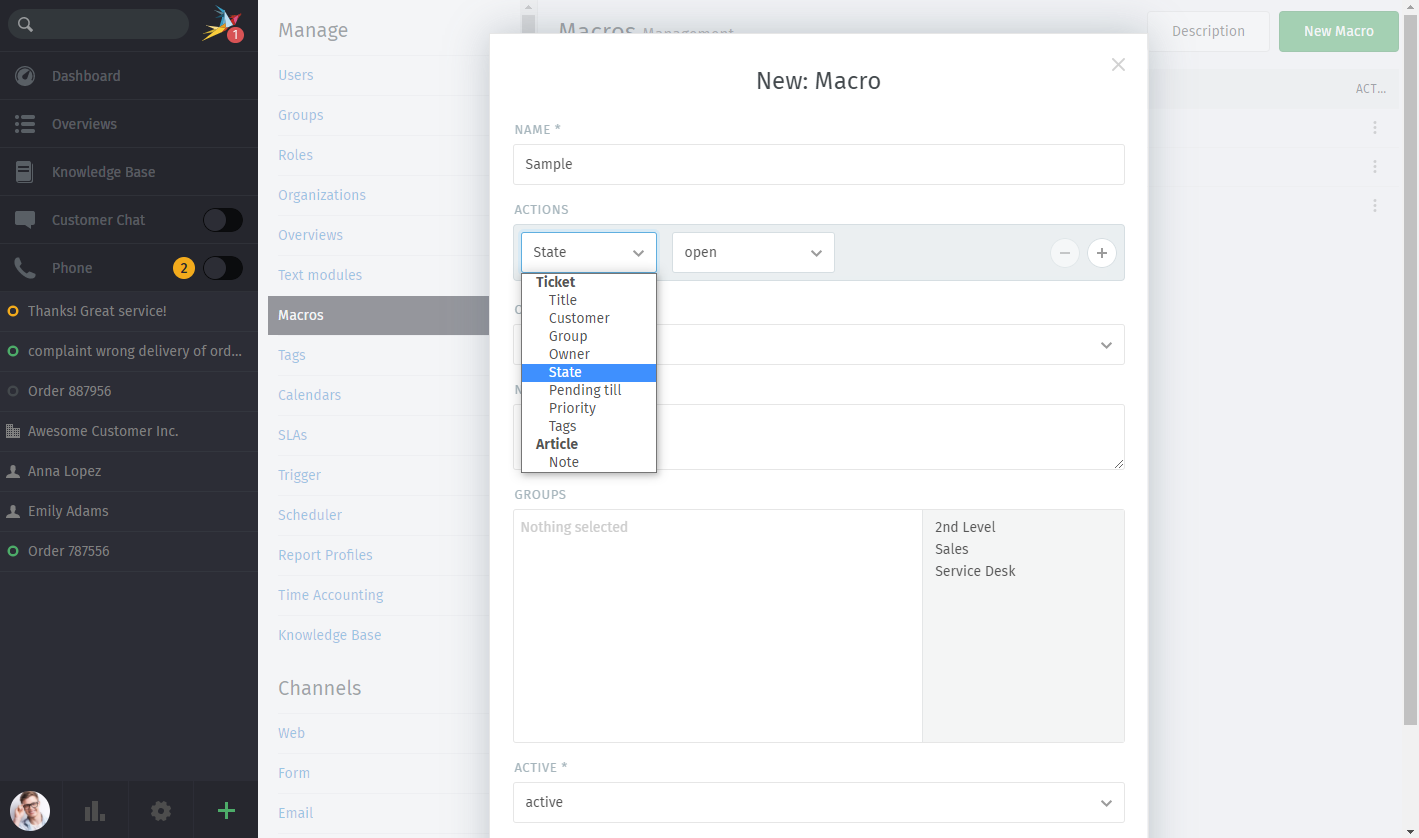 1
Dashboard
Overviews
Knowledge Base
Customer Chat
Phone
2
Thanks! Great service!
complaint wrong delivery of ord...
Order 887956
Awesome Customer Inc.
Anna Lopez
Emily Adams
Order 787556
Manage
Users
Groups
Roles
Organizations
Overviews
Text modules
Macros
Tags
Calendars
SLAs
Trigger
Scheduler
Report Profiles
Time Accounting
Knowledge Base
Channels
Web
Form
Email
Macros Management
Description
New Macro
ACT...
New: Macro
NAME *
Sample
ACTIONS
State
open
Ticket
Title
Customer
Group
Owner
State
Pending till
Priority
Tags
Article
Note
GROUPS
Nothing selected
2nd Level
Sales
Service Desk
ACTIVE *
active